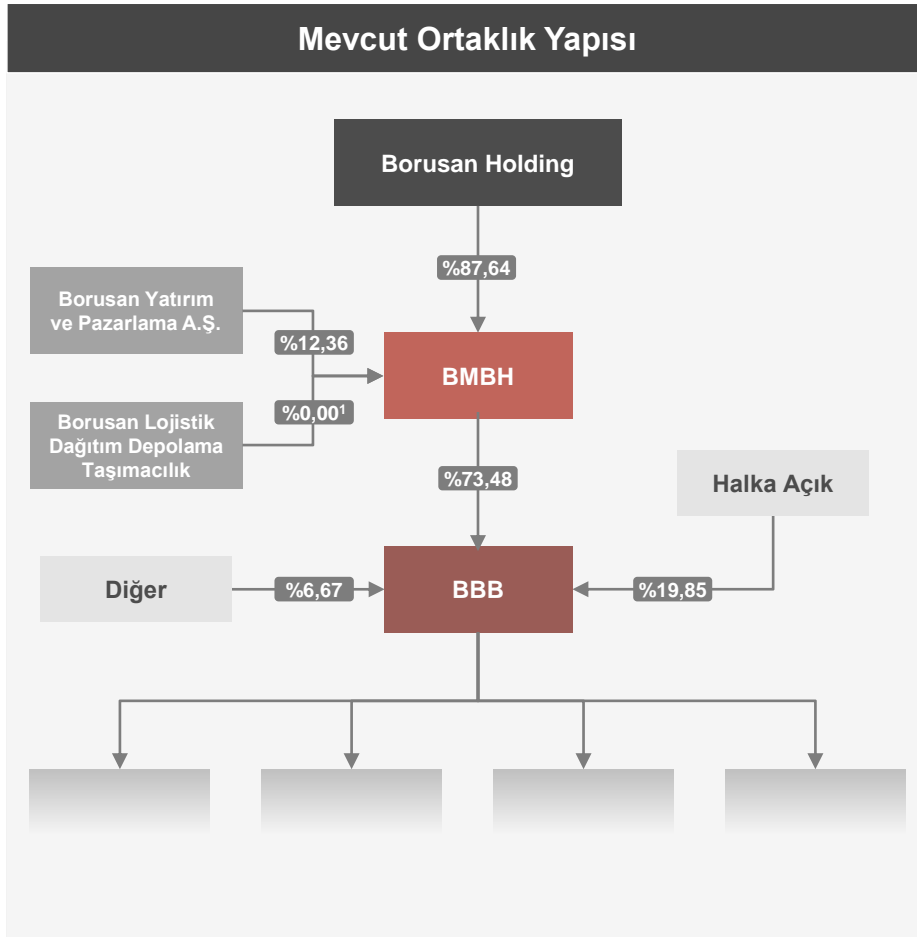 Mevcut Ortaklık Yapısı
Borusan Holding
%87,64
Borusan Yatırım
ve Pazarlama A.Ş.
%12,36
BMBH
%0,00¹
Borusan Lojistik
Dağıtım Depolama
Taşımacılık
%73,48
Halka Açık
Diğer
%6,67
BBB
%19,85